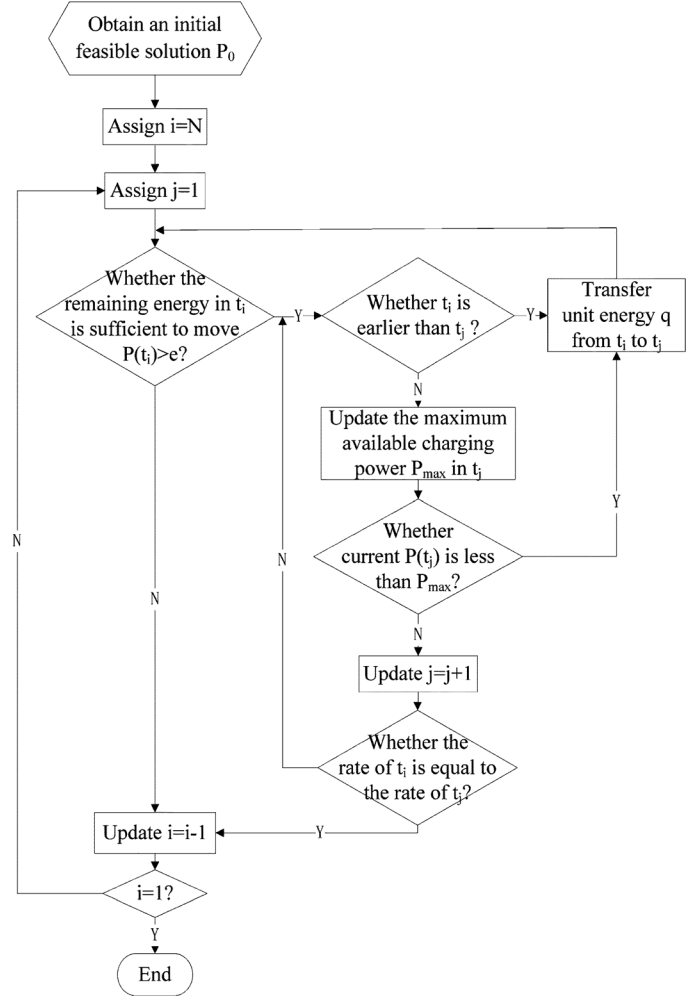 Obtain an initial
feasible solution P₀
Assign i=N
Assign j=1
Whether the
remaining energy in tᵢ
is sufficient to move
P(tᵢ)>e?
Y
Whether tᵢ is
earlier than tⱼ ?
Y
Transfer
unit energy q
from tᵢ to tⱼ
N
Update the maximum
available charging
power Pmax in tⱼ
Y
Whether
current P(tⱼ) is less
than Pmax?
N
N
N
N
Update j=j+1
Whether the
rate of tᵢ is equal to
the rate of tⱼ?
Y
Update i=i-1
i=1?
Y
End